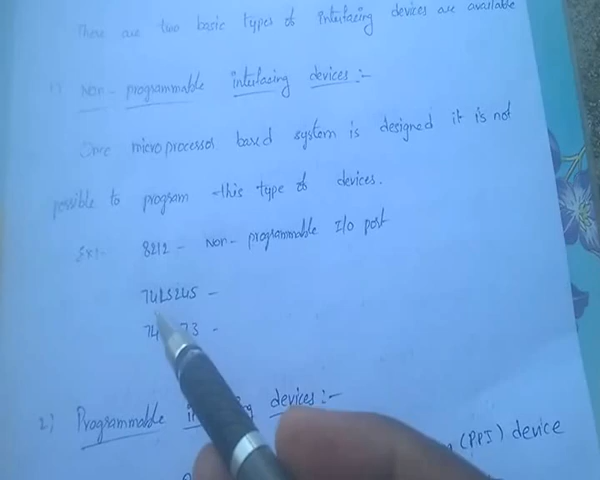 There are two basic types of interfacing devices are available
1) Non-programmable interfacing devices :-
Once microprocessor based system is designed it is not
possible to program this type of devices.
Ex:- 8212 - Non-programmable I/O port
74LS245 -
74 73 -
2) Programmable devices :-
(PPI) device